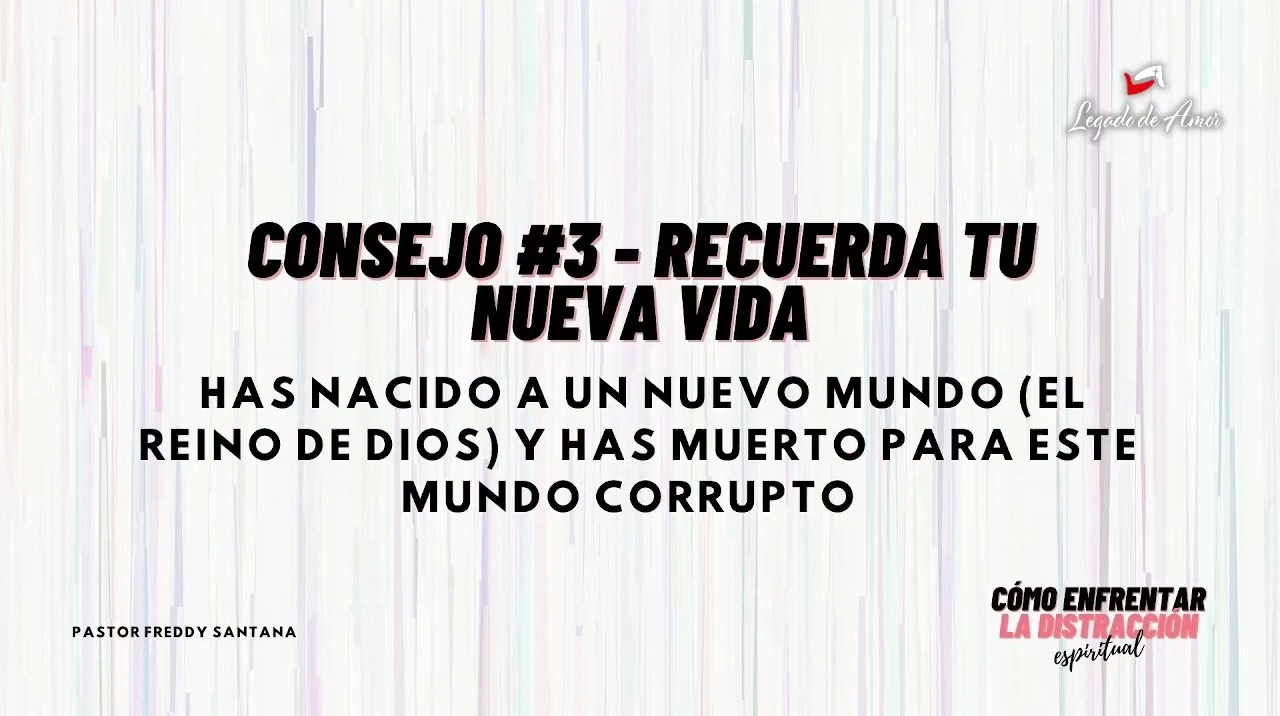 Legado de Amor
CONSEJO #3 - RECUERDA TU
NUEVA VIDA
HAS NACIDO A UN NUEVO MUNDO (EL
REINO DE DIOS) Y HAS MUERTO PARA ESTE
MUNDO CORRUPTO
PASTOR FREDDY SANTANA
CÓMO ENFRENTAR
LA DISTRACCIÓN
espiritual